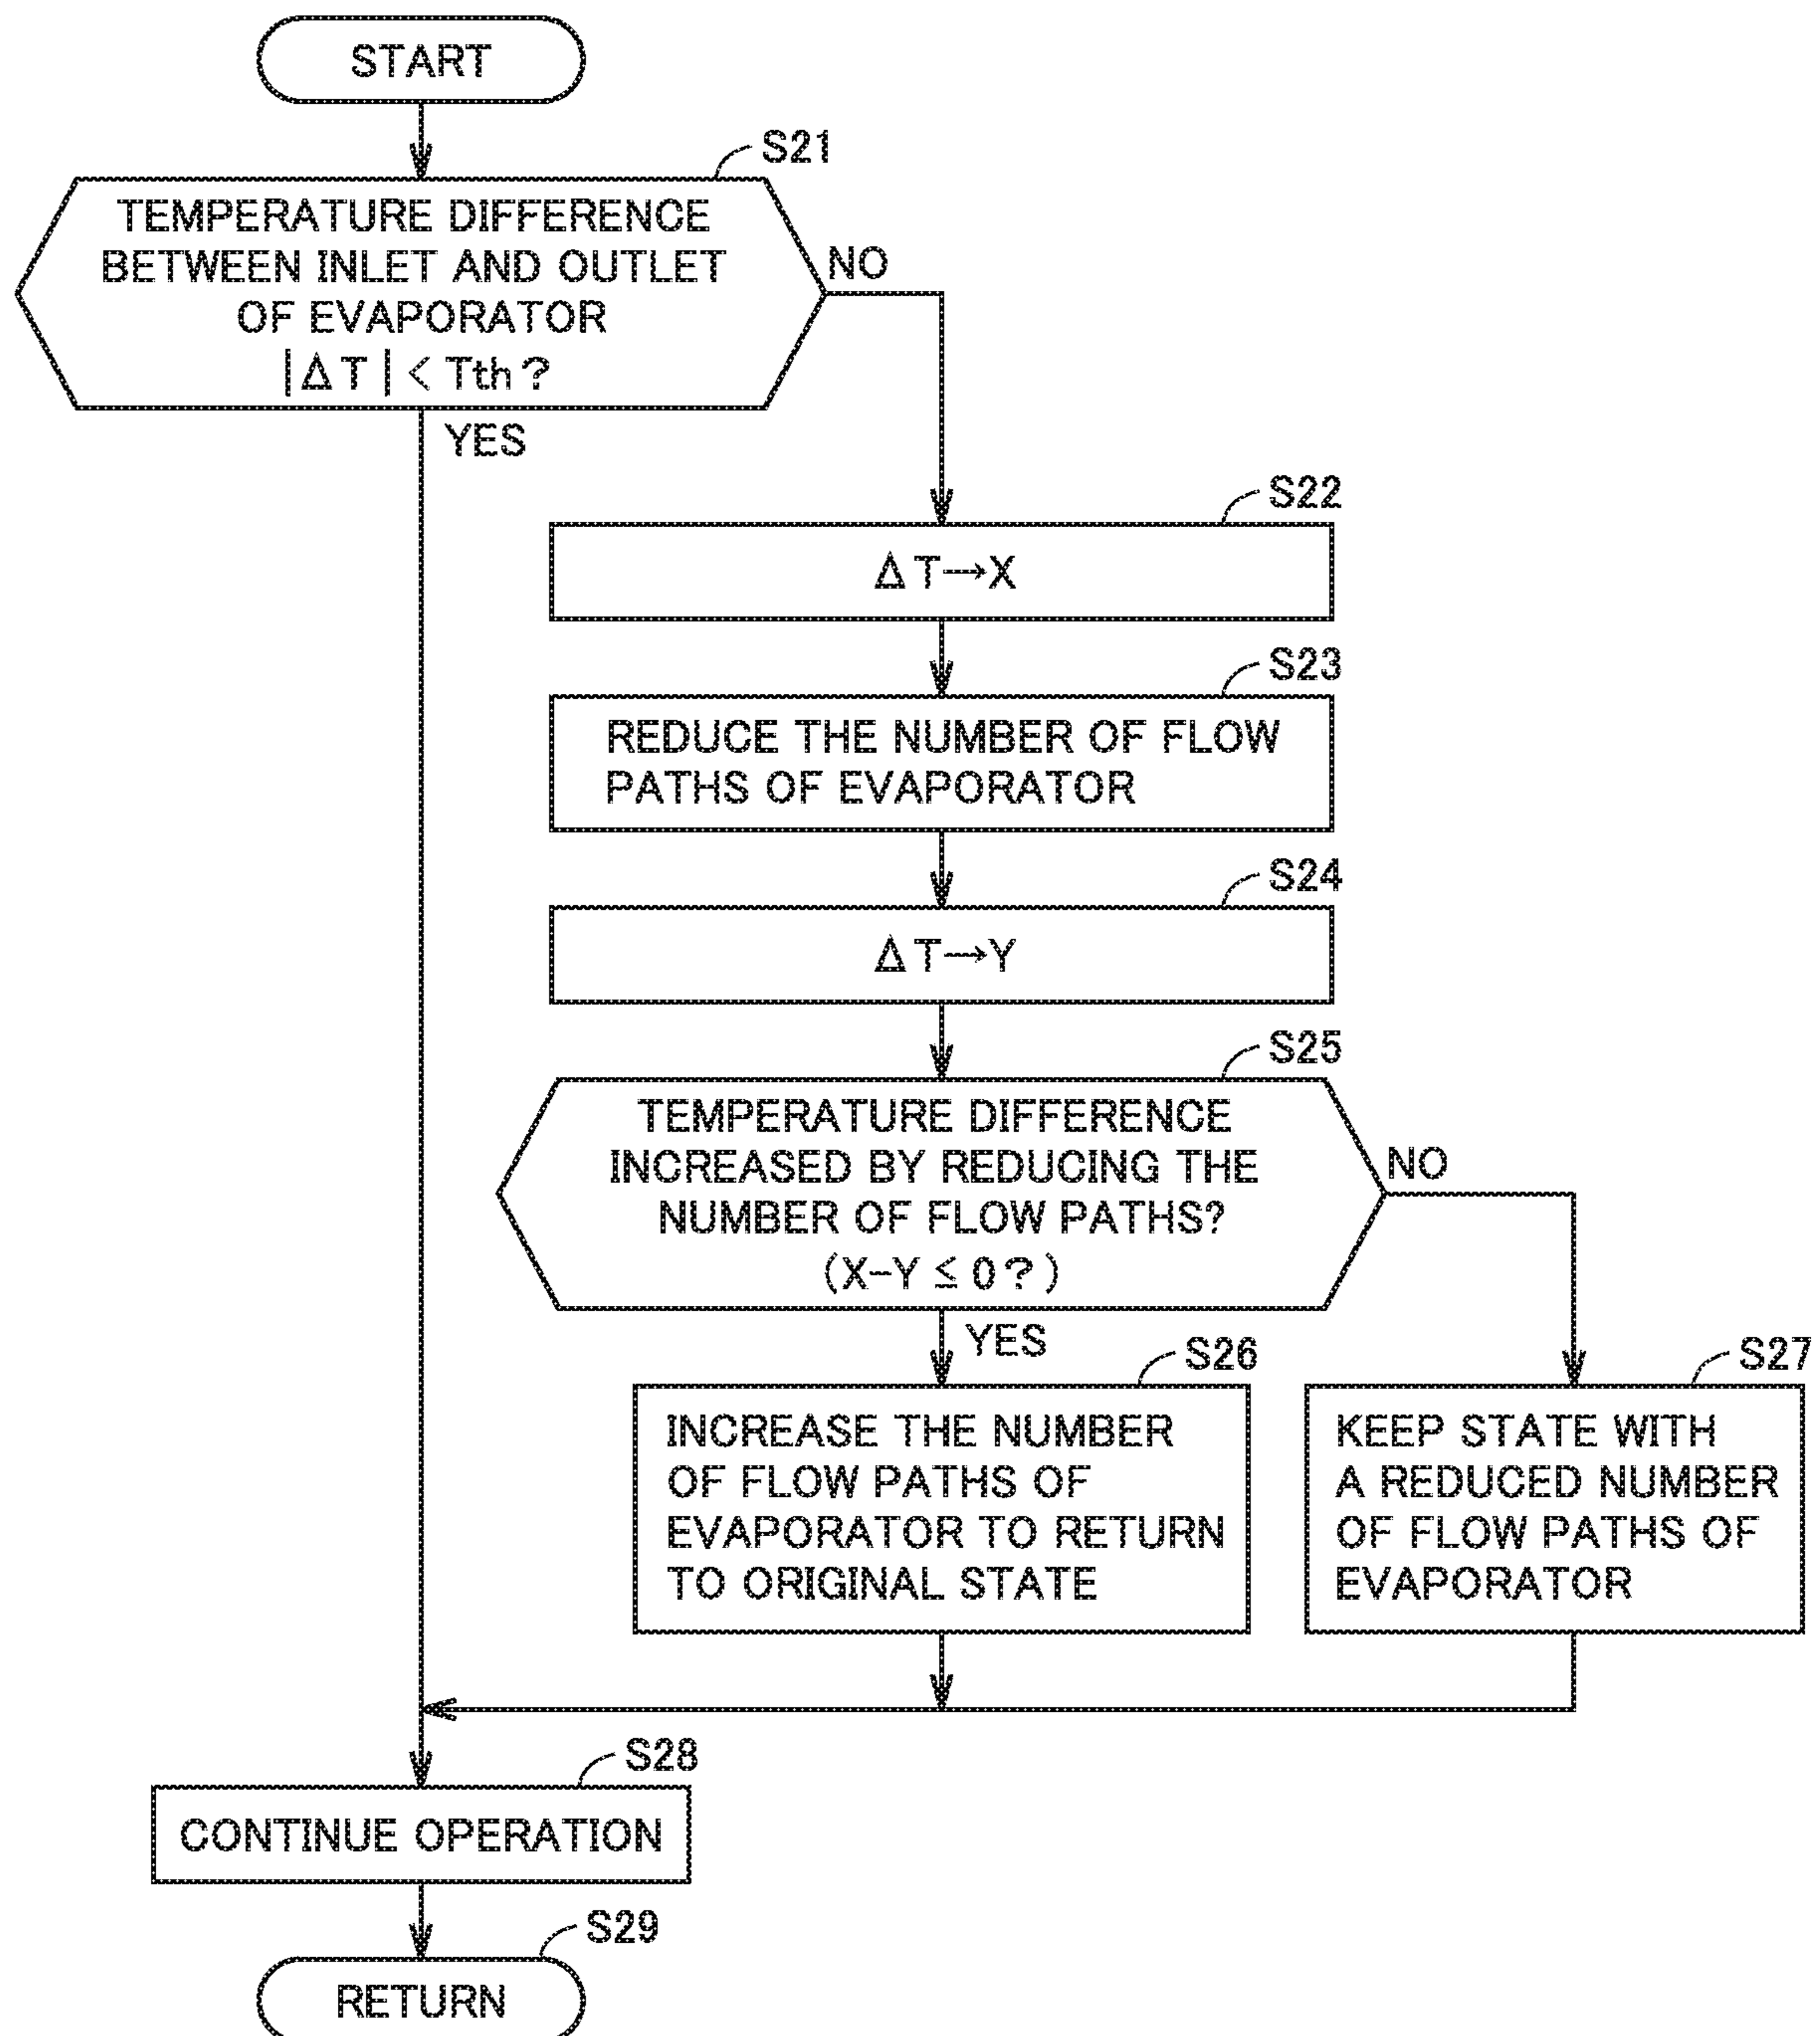 START
S21
TEMPERATURE DIFFERENCE
BETWEEN INLET AND OUTLET
OF EVAPORATOR
|ΔT| < Tth?
NO
YES
S22
ΔT→X
S23
REDUCE THE NUMBER OF FLOW
PATHS OF EVAPORATOR
S24
ΔT→Y
S25
TEMPERATURE DIFFERENCE
INCREASED BY REDUCING THE
NUMBER OF FLOW PATHS?
(X-Y ≤ 0?)
NO
YES
S26
INCREASE THE NUMBER
OF FLOW PATHS OF
EVAPORATOR TO RETURN
TO ORIGINAL STATE
S27
KEEP STATE WITH
A REDUCED NUMBER
OF FLOW PATHS OF
EVAPORATOR
S28
CONTINUE OPERATION
S29
RETURN